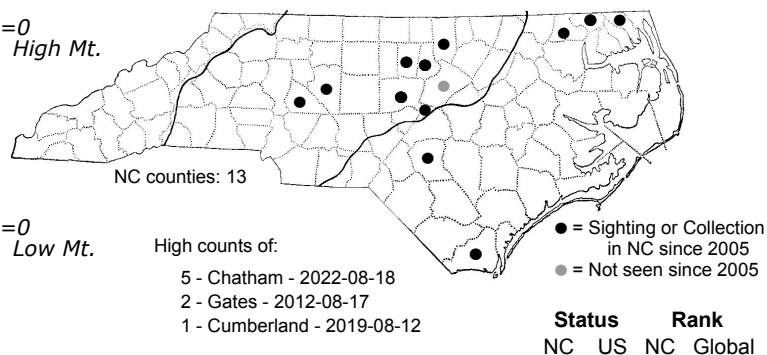 =0
High Mt.
NC counties: 13
=0
Low Mt.
High counts of:
5 - Chatham - 2022-08-18
2 - Gates - 2012-08-17
1 - Cumberland - 2019-08-12
= Sighting or Collection
in NC since 2005
= Not seen since 2005
Status Rank
NC US NC Global